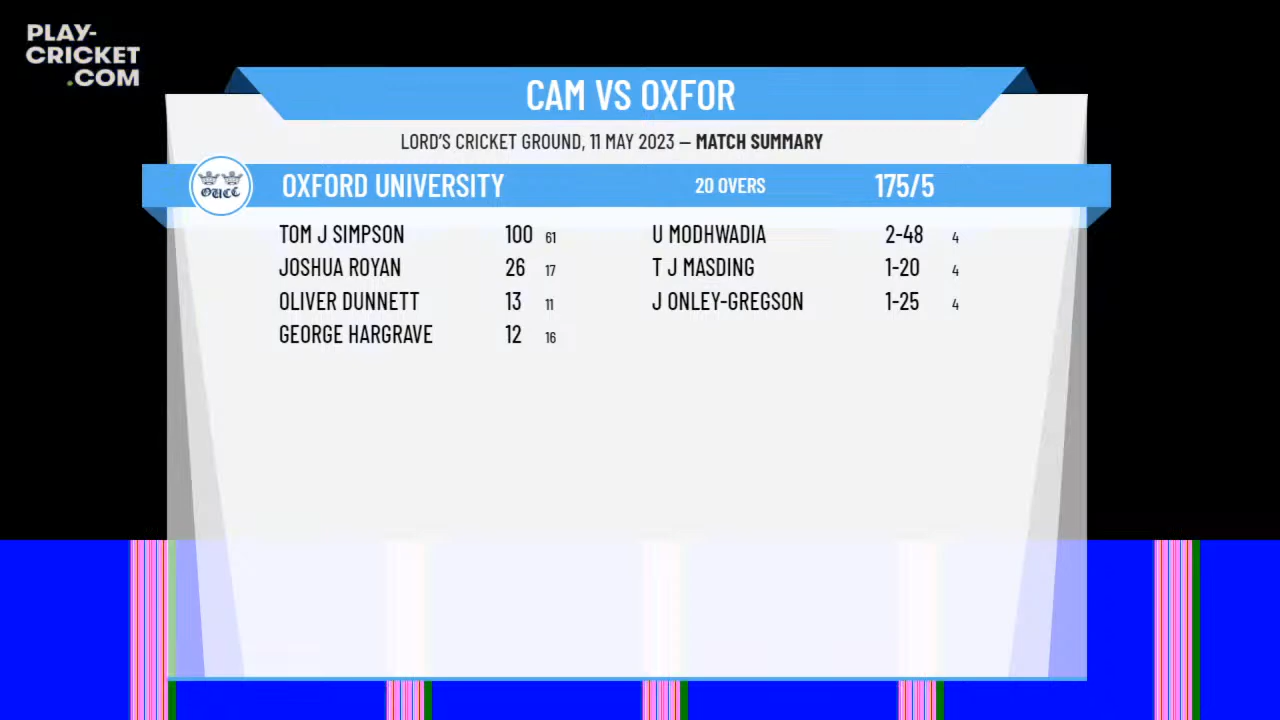 PLAY-
CRICKET
.COM
CAM VS OXFOR
LORD'S CRICKET GROUND, 11 MAY 2023 – MATCH SUMMARY
OUCC OXFORD UNIVERSITY 20 OVERS 175/5
TOM J SIMPSON 100 61 U MODHWADIA 2-48 4
JOSHUA ROYAN 26 17 T J MASDING 1-20 4
OLIVER DUNNETT 13 11 J ONLEY-GREGSON 1-25 4
GEORGE HARGRAVE 12 16